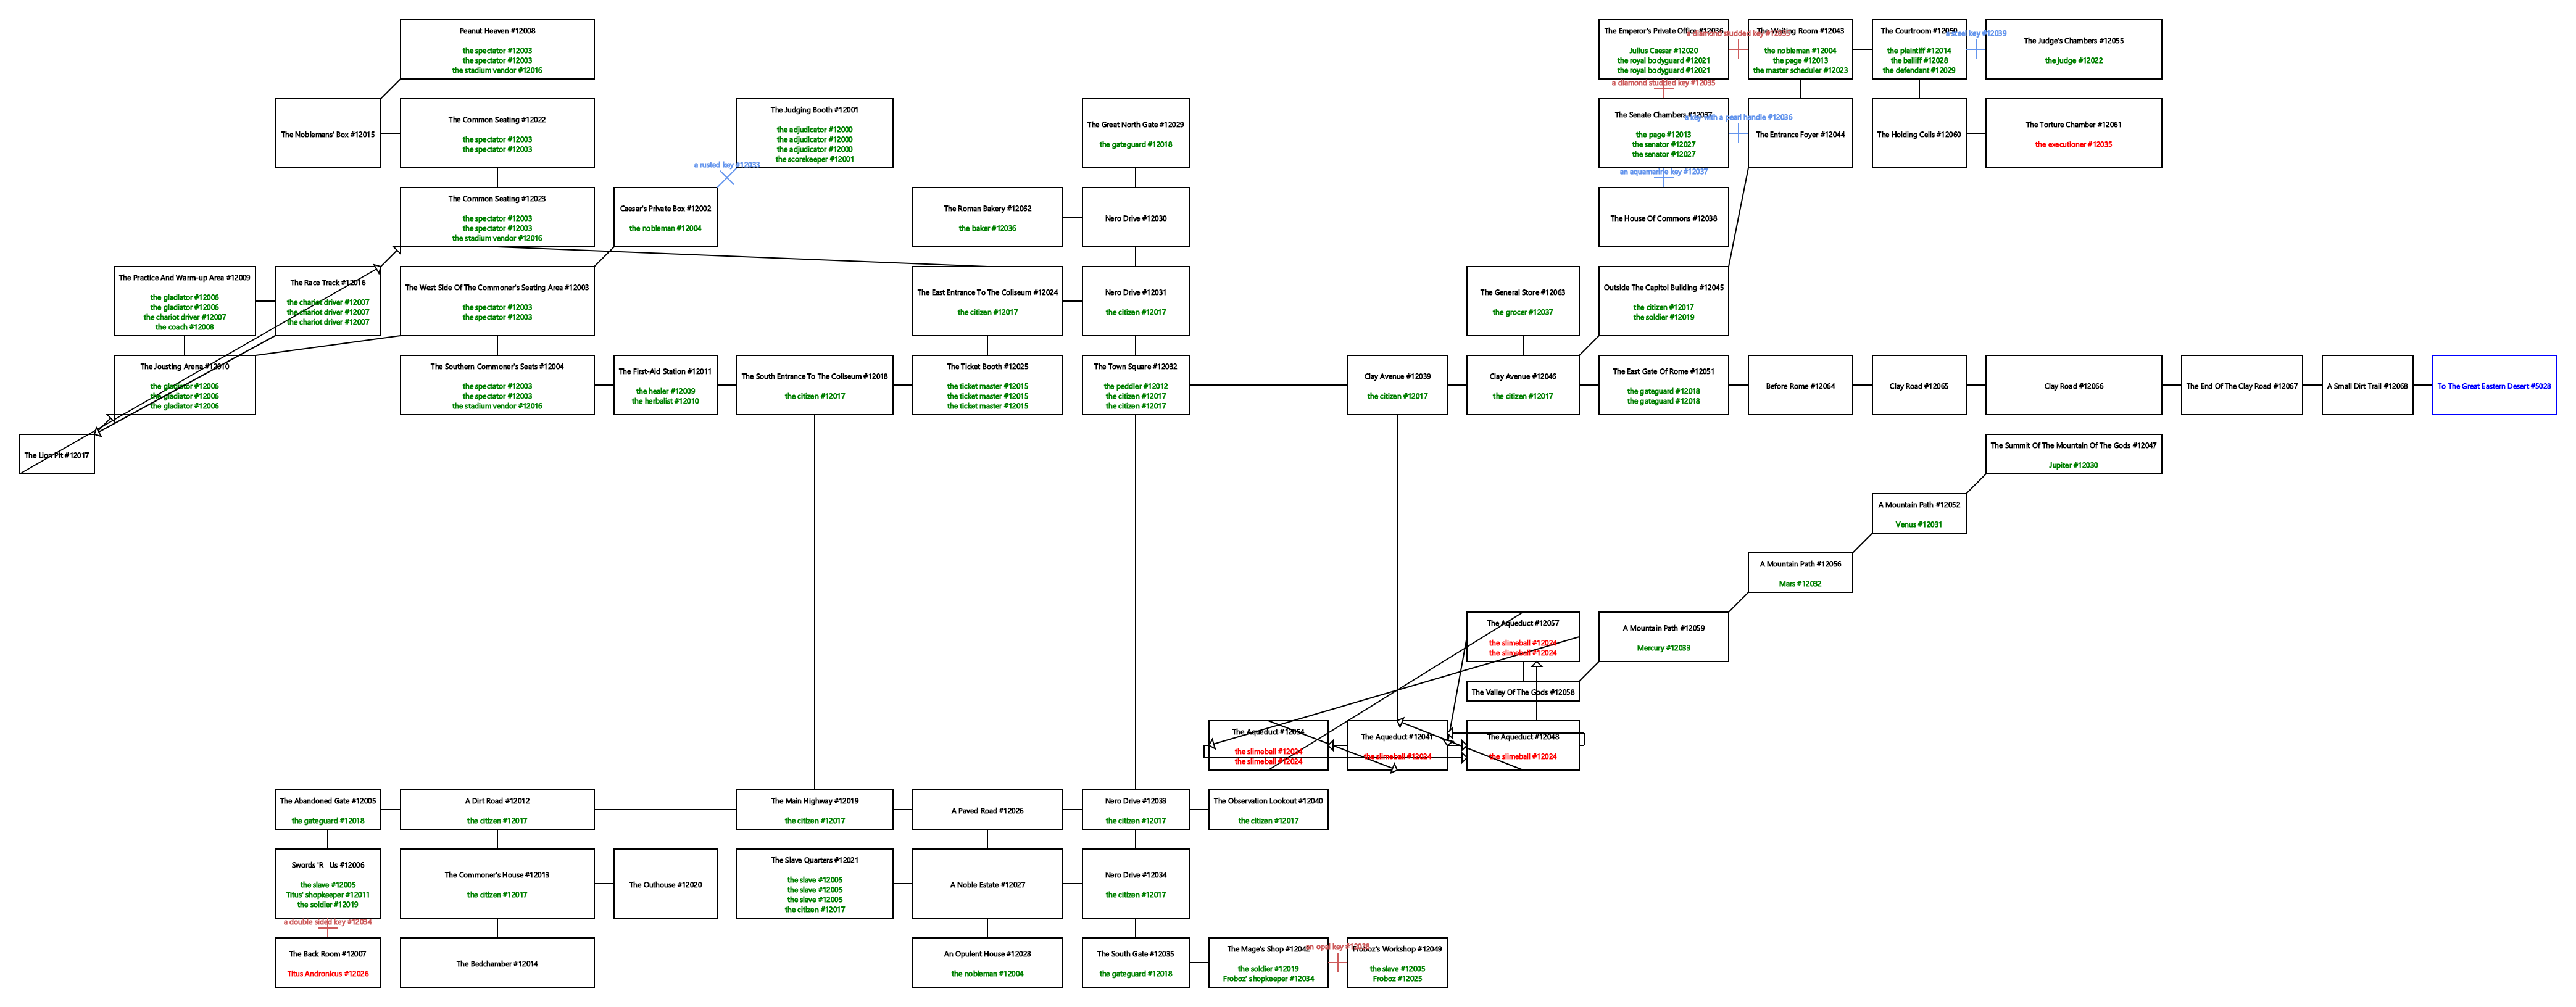 Peanut Heaven #12008
the spectator #12003
the spectator #12003
the stadium vendor #12016
The Emperor's Private Office #12036
Julius Caesar #12020
the royal bodyguard #12021
the royal bodyguard #12021
a diamond studded key #12035
The Waiting Room #12043
the nobleman #12004
the page #12013
the master scheduler #12023
The Courtroom #12050
the plaintiff #12014
the bailiff #12028
the defendant #12029
a steel key #12039
The Judge's Chambers #12055
the judge #12022
a diamond studded key #12035
The Noblemans' Box #12015
The Common Seating #12022
the spectator #12003
the spectator #12003
The Judging Booth #12001
the adjudicator #12000
the adjudicator #12000
the adjudicator #12000
the scorekeeper #12001
a rusted key #12033
The Great North Gate #12029
the gateguard #12018
The Senate Chambers #12037
the page #12013
the senator #12027
the senator #12027
a key with a pearl handle #12036
The Entrance Foyer #12044
The Holding Cells #12060
The Torture Chamber #12061
the executioner #12035
an aquamarine key #12037
The Common Seating #12023
the spectator #12003
the spectator #12003
the stadium vendor #12016
Caesar's Private Box #12002
the nobleman #12004
The Roman Bakery #12062
the baker #12036
Nero Drive #12030
The House Of Commons #12038
The Practice And Warm-up Area #12009
the gladiator #12006
the gladiator #12006
the chariot driver #12007
the coach #12008
The Race Track #12016
the chariot driver #12007
the chariot driver #12007
the chariot driver #12007
The West Side Of The Commoner's Seating Area #12003
the spectator #12003
the spectator #12003
The East Entrance To The Coliseum #12024
the citizen #12017
Nero Drive #12031
the citizen #12017
The General Store #12063
the grocer #12037
Outside The Capitol Building #12045
the citizen #12017
the soldier #12019
The Jousting Arena #12010
the gladiator #12006
the gladiator #12006
the gladiator #12006
The Southern Commoner's Seats #12004
the spectator #12003
the spectator #12003
the stadium vendor #12016
The First-Aid Station #12011
the healer #12009
the herbalist #12010
The South Entrance To The Coliseum #12018
the citizen #12017
The Ticket Booth #12025
the ticket master #12015
the ticket master #12015
the ticket master #12015
The Town Square #12032
the peddler #12012
the citizen #12017
the citizen #12017
Clay Avenue #12039
the citizen #12017
Clay Avenue #12046
the citizen #12017
The East Gate Of Rome #12051
the gateguard #12018
the gateguard #12018
Before Rome #12064
Clay Road #12065
Clay Road #12066
The End Of The Clay Road #12067
A Small Dirt Trail #12068
To The Great Eastern Desert #5028
The Lion Pit #12017
The Summit Of The Mountain Of The Gods #12047
Jupiter #12030
A Mountain Path #12052
Venus #12031
A Mountain Path #12056
Mars #12032
The Aqueduct #12057
the slimeball #12024
the slimeball #12024
A Mountain Path #12059
Mercury #12033
The Valley Of The Gods #12058
The Aqueduct #12054
the slimeball #12024
the slimeball #12024
The Aqueduct #12041
the slimeball #12024
The Aqueduct #12048
the slimeball #12024
The Abandoned Gate #12005
the gateguard #12018
A Dirt Road #12012
the citizen #12017
The Main Highway #12019
the citizen #12017
A Paved Road #12026
Nero Drive #12033
the citizen #12017
The Observation Lookout #12040
the citizen #12017
Swords 'R Us #12006
the slave #12005
Titus' shopkeeper #12011
the soldier #12019
The Commoner's House #12013
the citizen #12017
The Outhouse #12020
The Slave Quarters #12021
the slave #12005
the slave #12005
the slave #12005
the citizen #12017
A Noble Estate #12027
Nero Drive #12034
the citizen #12017
a double sided key #12034
The Back Room #12007
Titus Andronicus #12026
The Bedchamber #12014
An Opulent House #12028
the nobleman #12004
The South Gate #12035
the gateguard #12018
The Mage's Shop #12042
the soldier #12019
Froboz' shopkeeper #12034
an opal key #12038
Froboz's Workshop #12049
the slave #12005
Froboz #12025